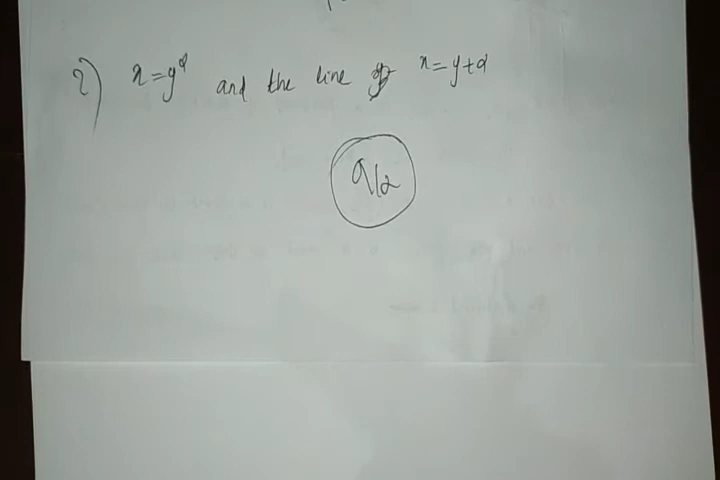 2) x=y² and the line x=y+2
9/2